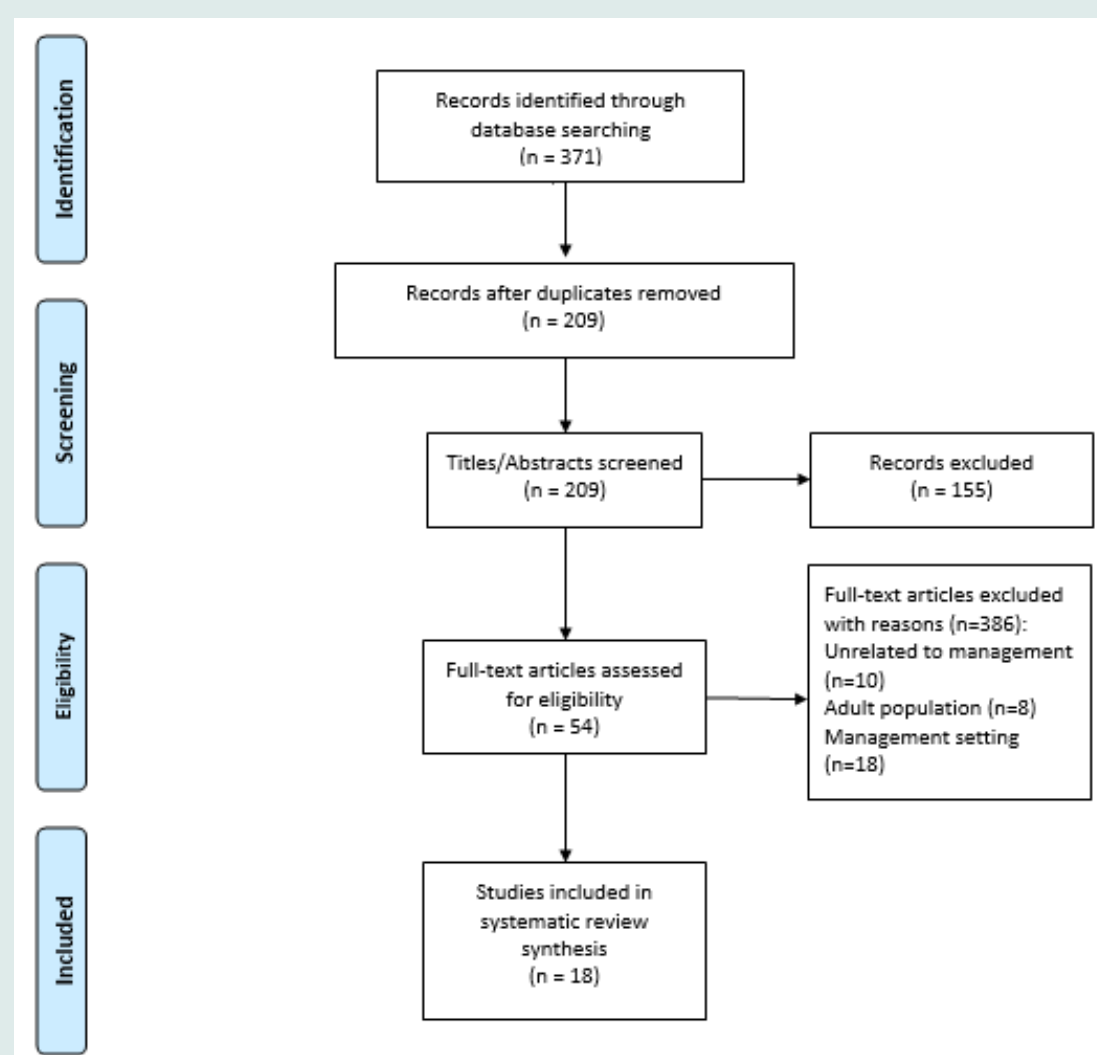 Identification
Records identified through
database searching
(n = 371)
Records after duplicates removed
(n = 209)
Screening
Titles/Abstracts screened
(n = 209)
Records excluded
(n = 155)
Eligibility
Full-text articles assessed
for eligibility
(n = 54)
Full-text articles excluded
with reasons (n=386):
Unrelated to management
(n=10)
Adult population (n=8)
Management setting
(n=18)
Included
Studies included in
systematic review
synthesis
(n = 18)